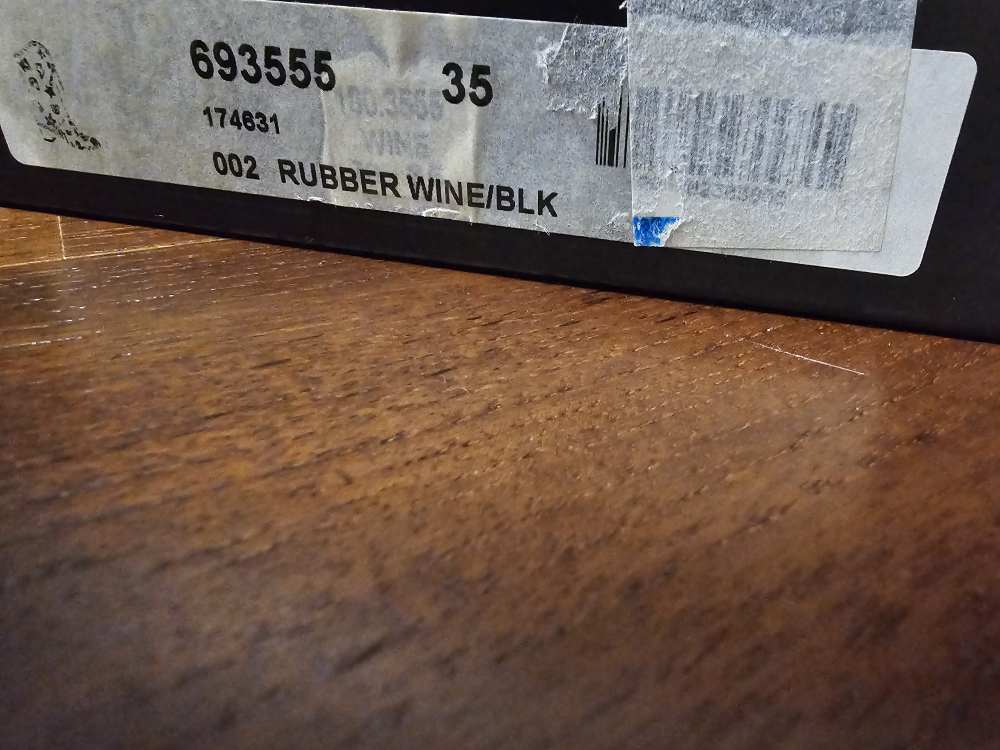 693555 35
174631
WINE
002 RUBBER WINE/BLK